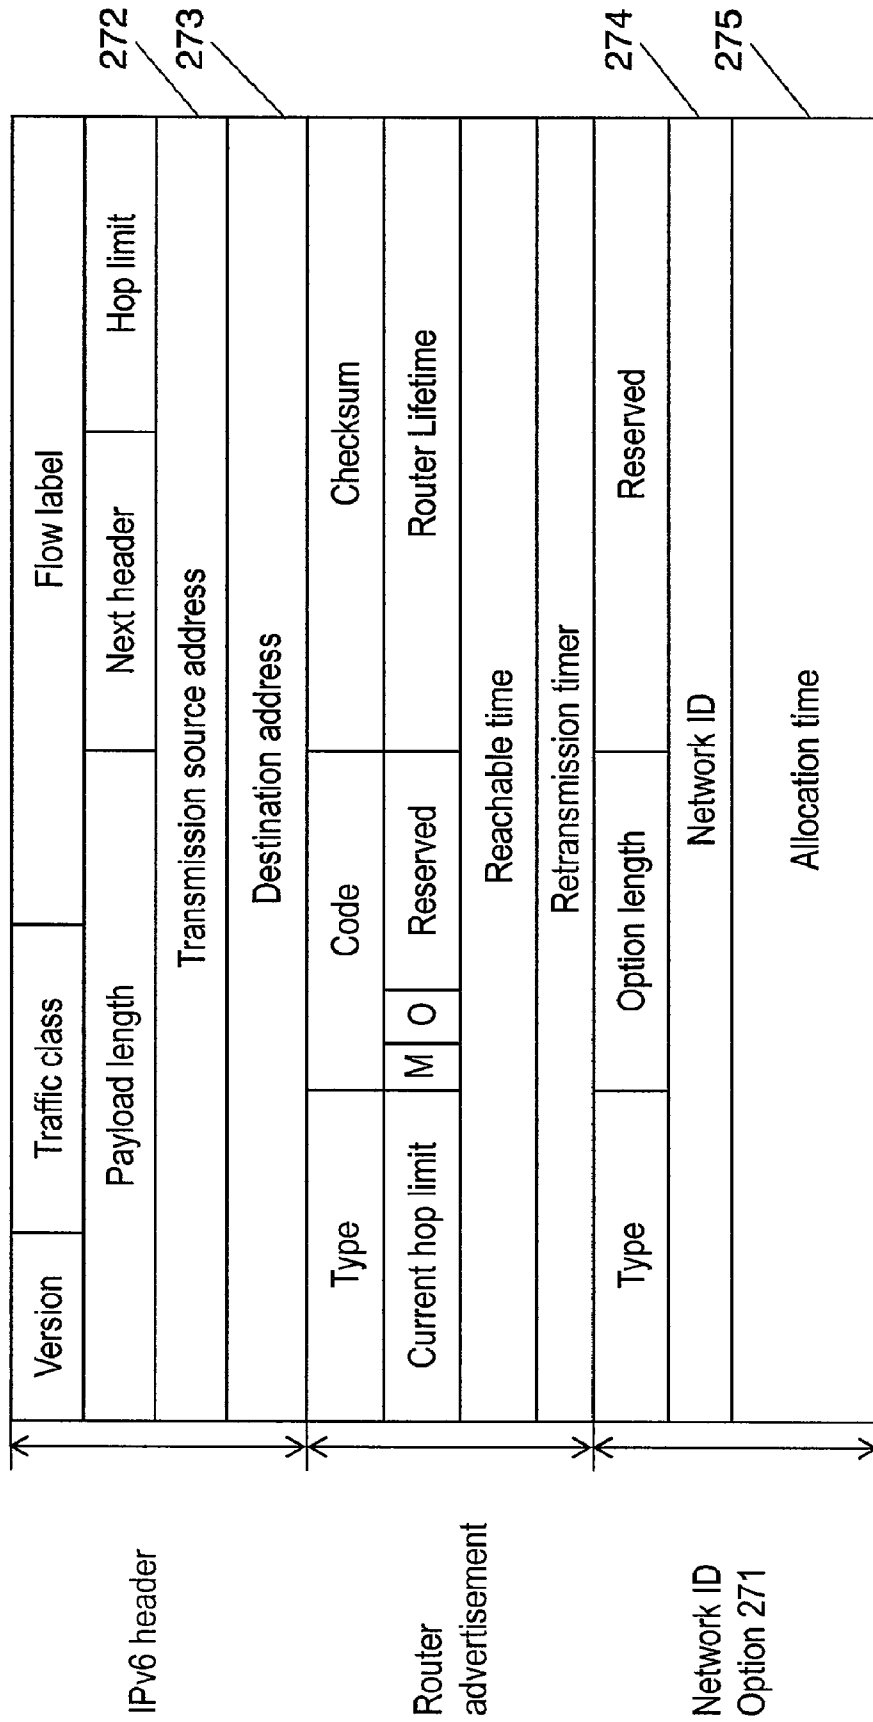 IPv6 header
Version Traffic class Flow label
Payload length Next header Hop limit
Transmission source address 272
Destination address 273
Router
advertisement
Type Code Checksum
Current hop limit M O Reserved Router Lifetime
Reachable time
Retransmission timer
Network ID
Option 271
Type Option length Reserved
Network ID 274
Allocation time 275